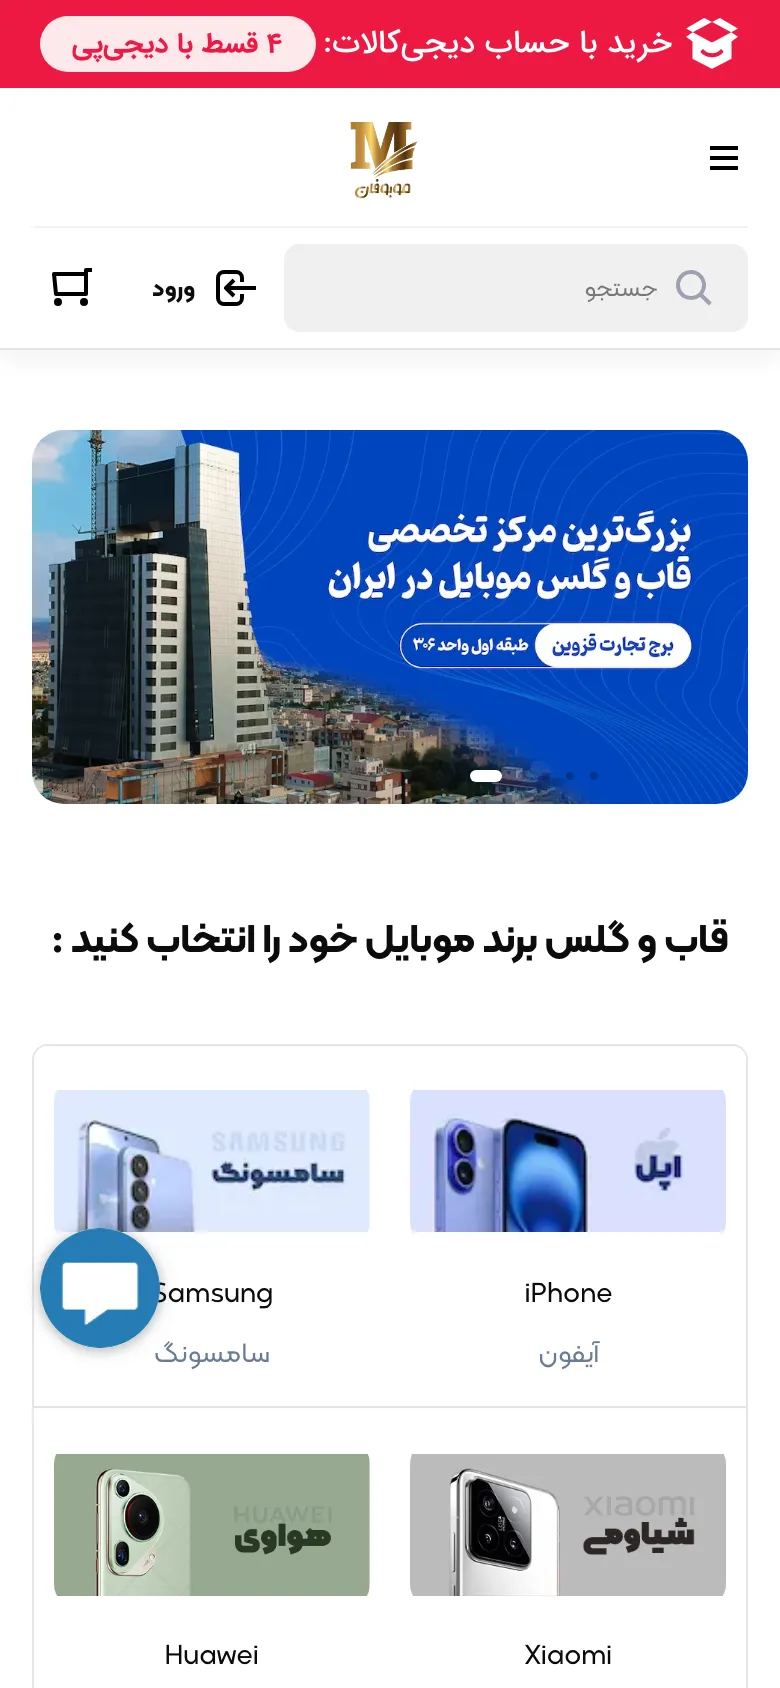 خرید با حساب دیجی‌کالات: ۴ قسط با دیجی‌پی
M
موبوفان
جستجو
ورود
بزرگ‌ترین مرکز تخصصی
قاب و گلس موبایل در ایران
برج تجارت قزوین طبقه اول واحد ۳۰۶
قاب و گلس برند موبایل خود را انتخاب کنید :
اپل
iPhone
آیفون
SAMSUNG
سامسونگ
Samsung
سامسونگ
xiaomi
شیاومی
Xiaomi
HUAWEI
هواوی
Huawei